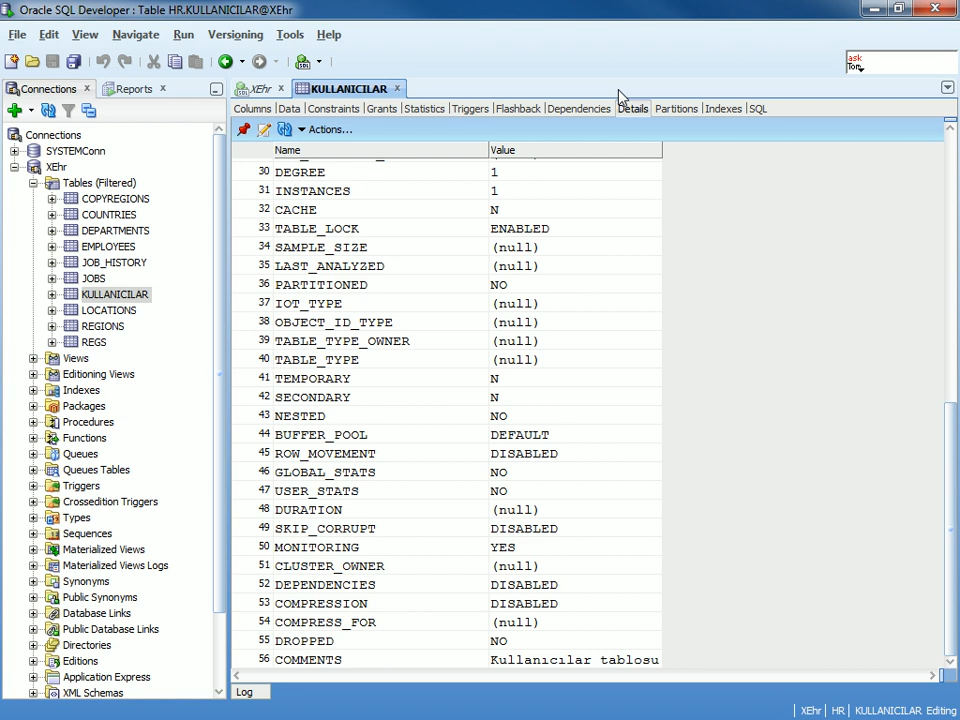 Oracle SQL Developer : Table HR.KULLANICILAR@XEhr
File Edit View Navigate Run Versioning Tools Help
ask
Tom
Connections Reports
XEhr KULLANICILAR
Columns Data Constraints Grants Statistics Triggers Flashback Dependencies Details Partitions Indexes SQL
Actions...
Connections
SYSTEMConn
XEhr
Tables (Filtered)
COPYREGIONS
COUNTRIES
DEPARTMENTS
EMPLOYEES
JOB_HISTORY
JOBS
KULLANICILAR
LOCATIONS
REGIONS
REGS
Views
Editioning Views
Indexes
Packages
Procedures
Functions
Queues
Queues Tables
Triggers
Crossedition Triggers
Types
Sequences
Materialized Views
Materialized Views Logs
Synonyms
Public Synonyms
Database Links
Public Database Links
Directories
Editions
Application Express
XML Schemas
Name Value
30 DEGREE 1
31 INSTANCES 1
32 CACHE N
33 TABLE_LOCK ENABLED
34 SAMPLE_SIZE (null)
35 LAST_ANALYZED (null)
36 PARTITIONED NO
37 IOT_TYPE (null)
38 OBJECT_ID_TYPE (null)
39 TABLE_TYPE_OWNER (null)
40 TABLE_TYPE (null)
41 TEMPORARY N
42 SECONDARY N
43 NESTED NO
44 BUFFER_POOL DEFAULT
45 ROW_MOVEMENT DISABLED
46 GLOBAL_STATS NO
47 USER_STATS NO
48 DURATION (null)
49 SKIP_CORRUPT DISABLED
50 MONITORING YES
51 CLUSTER_OWNER (null)
52 DEPENDENCIES DISABLED
53 COMPRESSION DISABLED
54 COMPRESS_FOR (null)
55 DROPPED NO
56 COMMENTS Kullanıcılar tablosu
Log
XEhr HR KULLANICILAR Editing